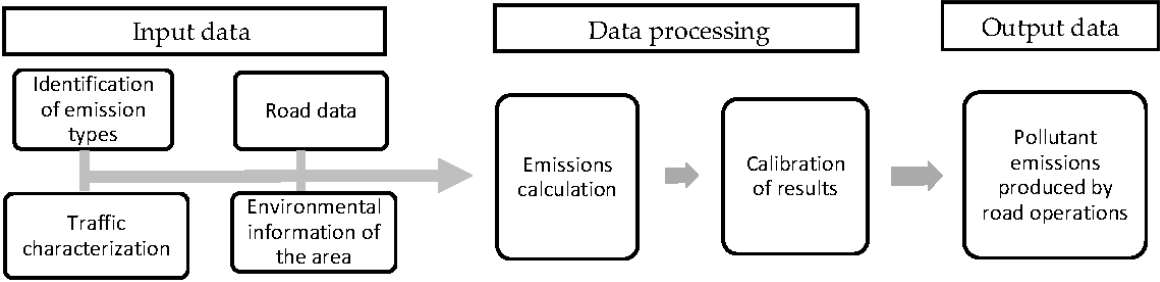 Input data
Data processing
Output data
Identification
of emission
types
Road data
Traffic
characterization
Environmental
information of
the area
Emissions
calculation
Calibration
of results
Pollutant
emissions
produced by
road operations